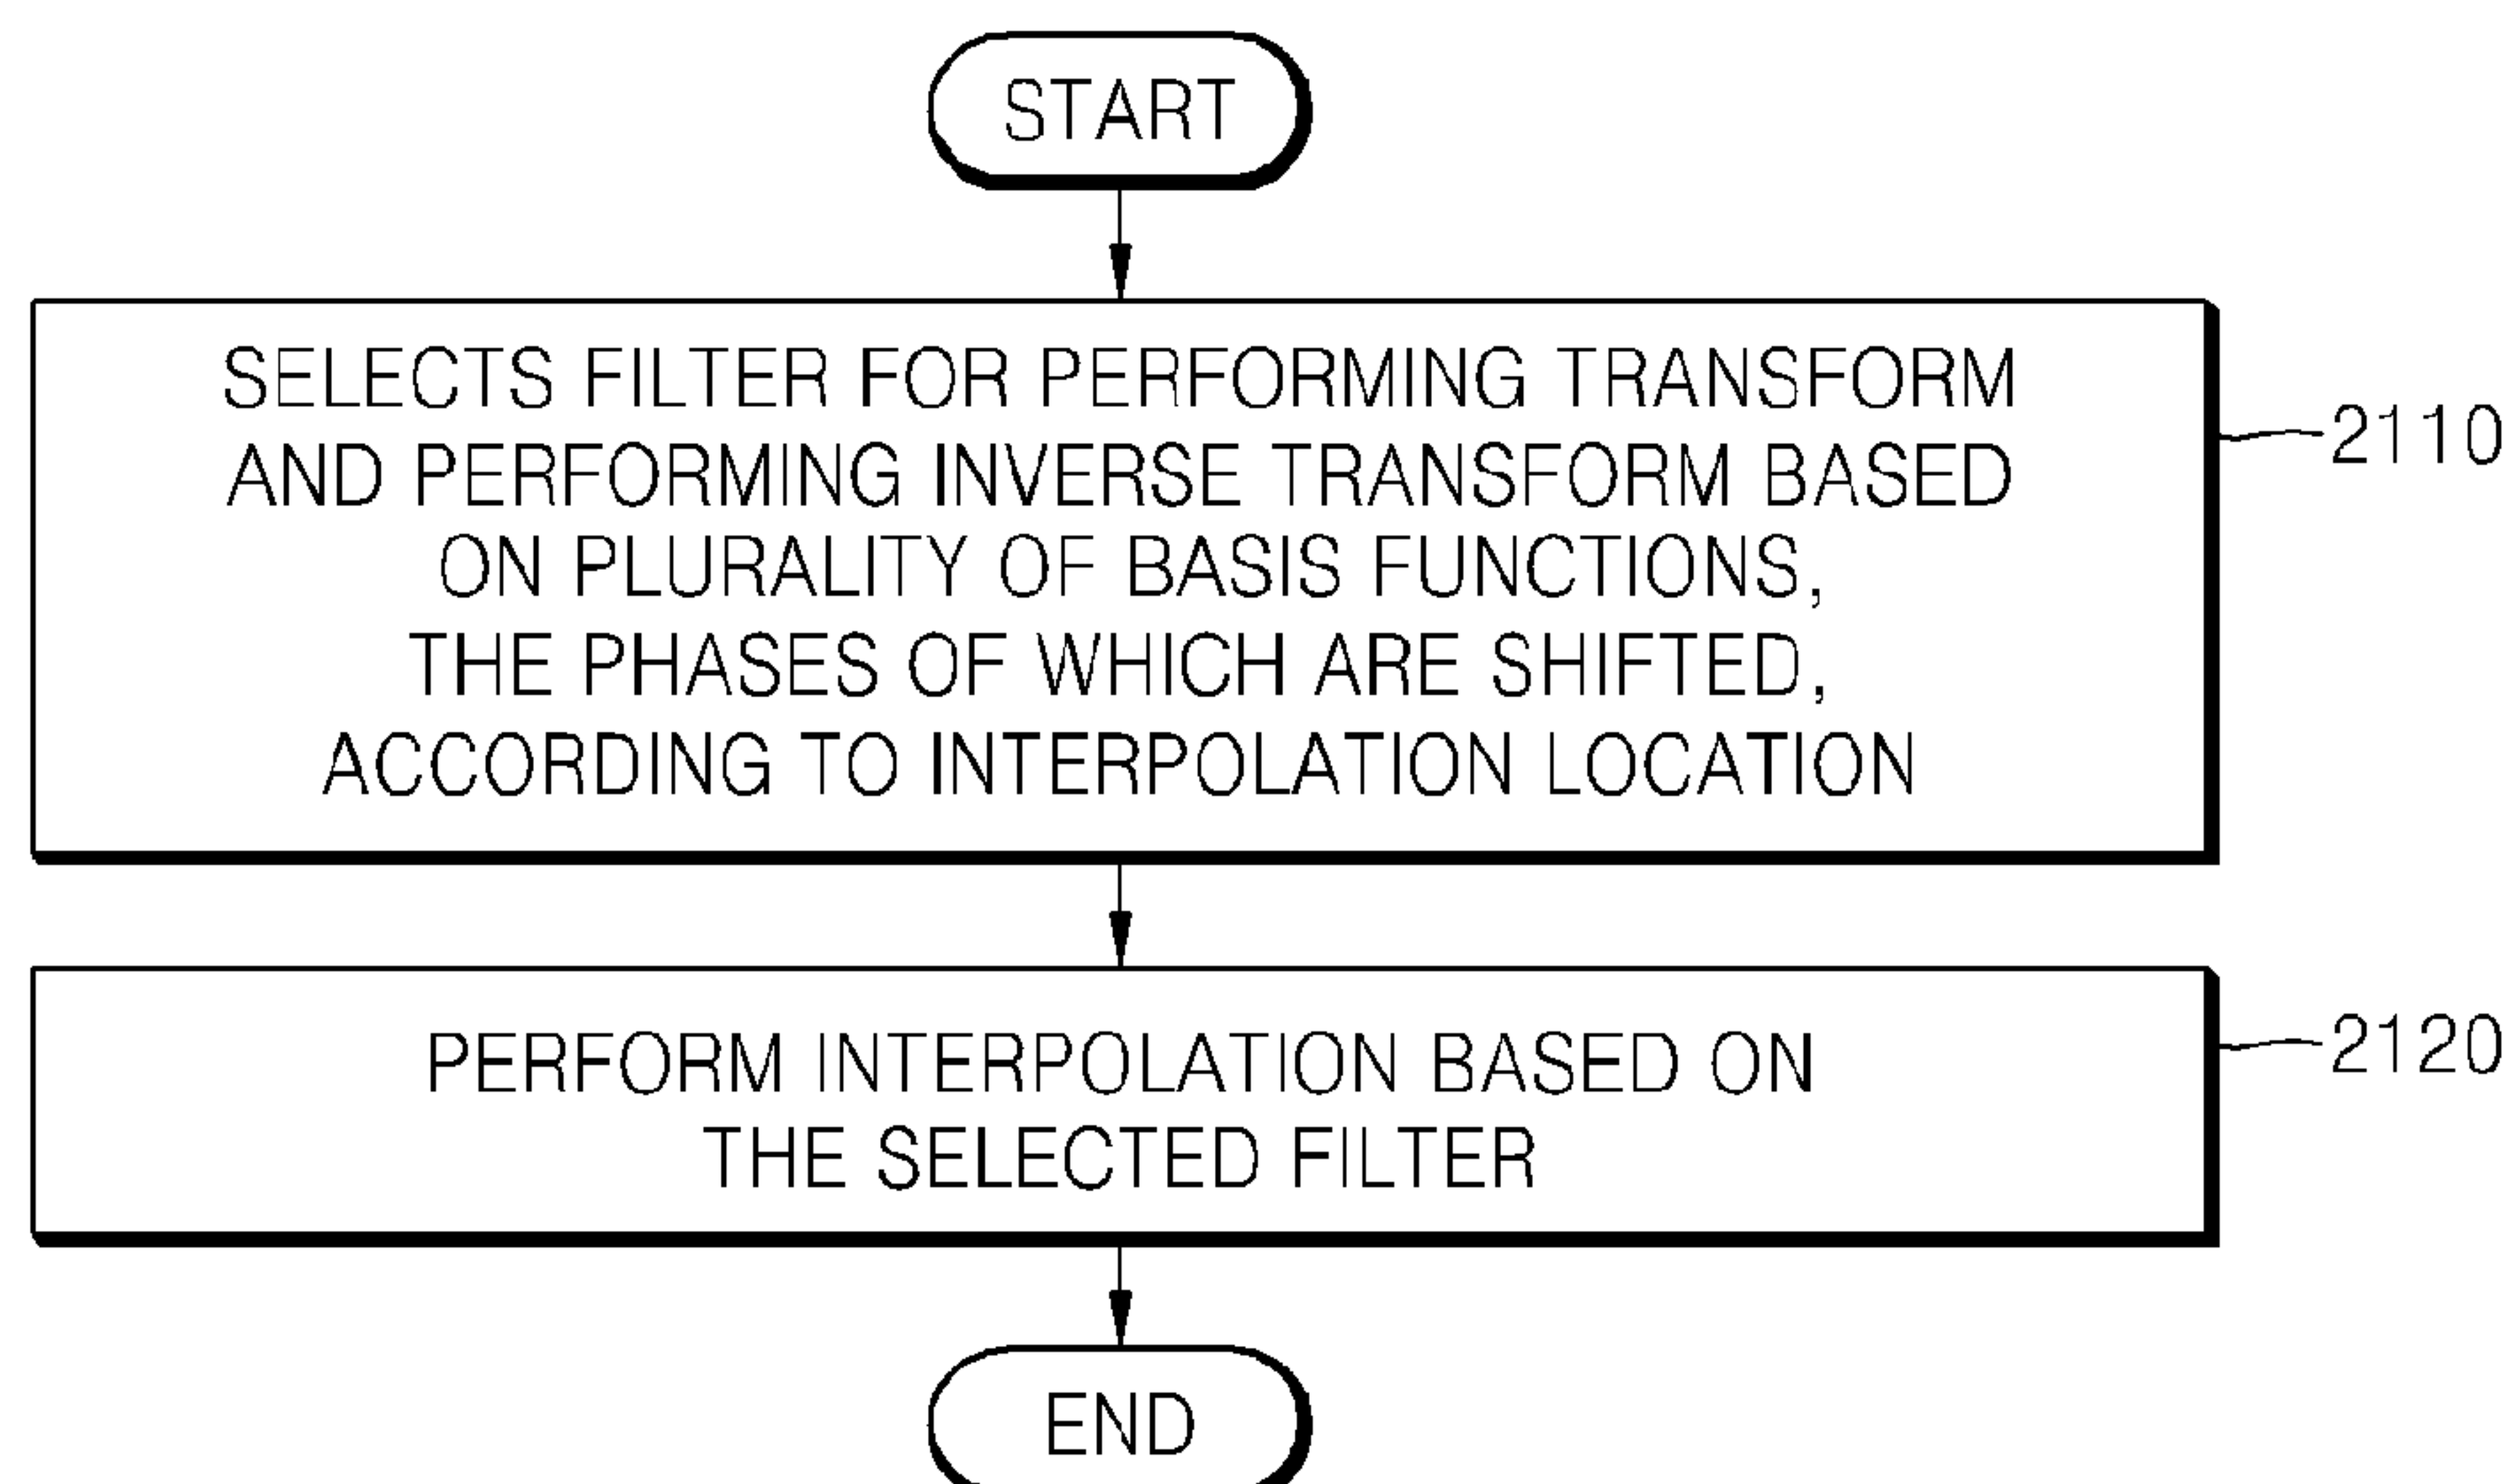 START
SELECTS FILTER FOR PERFORMING TRANSFORM
AND PERFORMING INVERSE TRANSFORM BASED
ON PLURALITY OF BASIS FUNCTIONS,
THE PHASES OF WHICH ARE SHIFTED,
ACCORDING TO INTERPOLATION LOCATION
2110
PERFORM INTERPOLATION BASED ON
THE SELECTED FILTER
2120
END